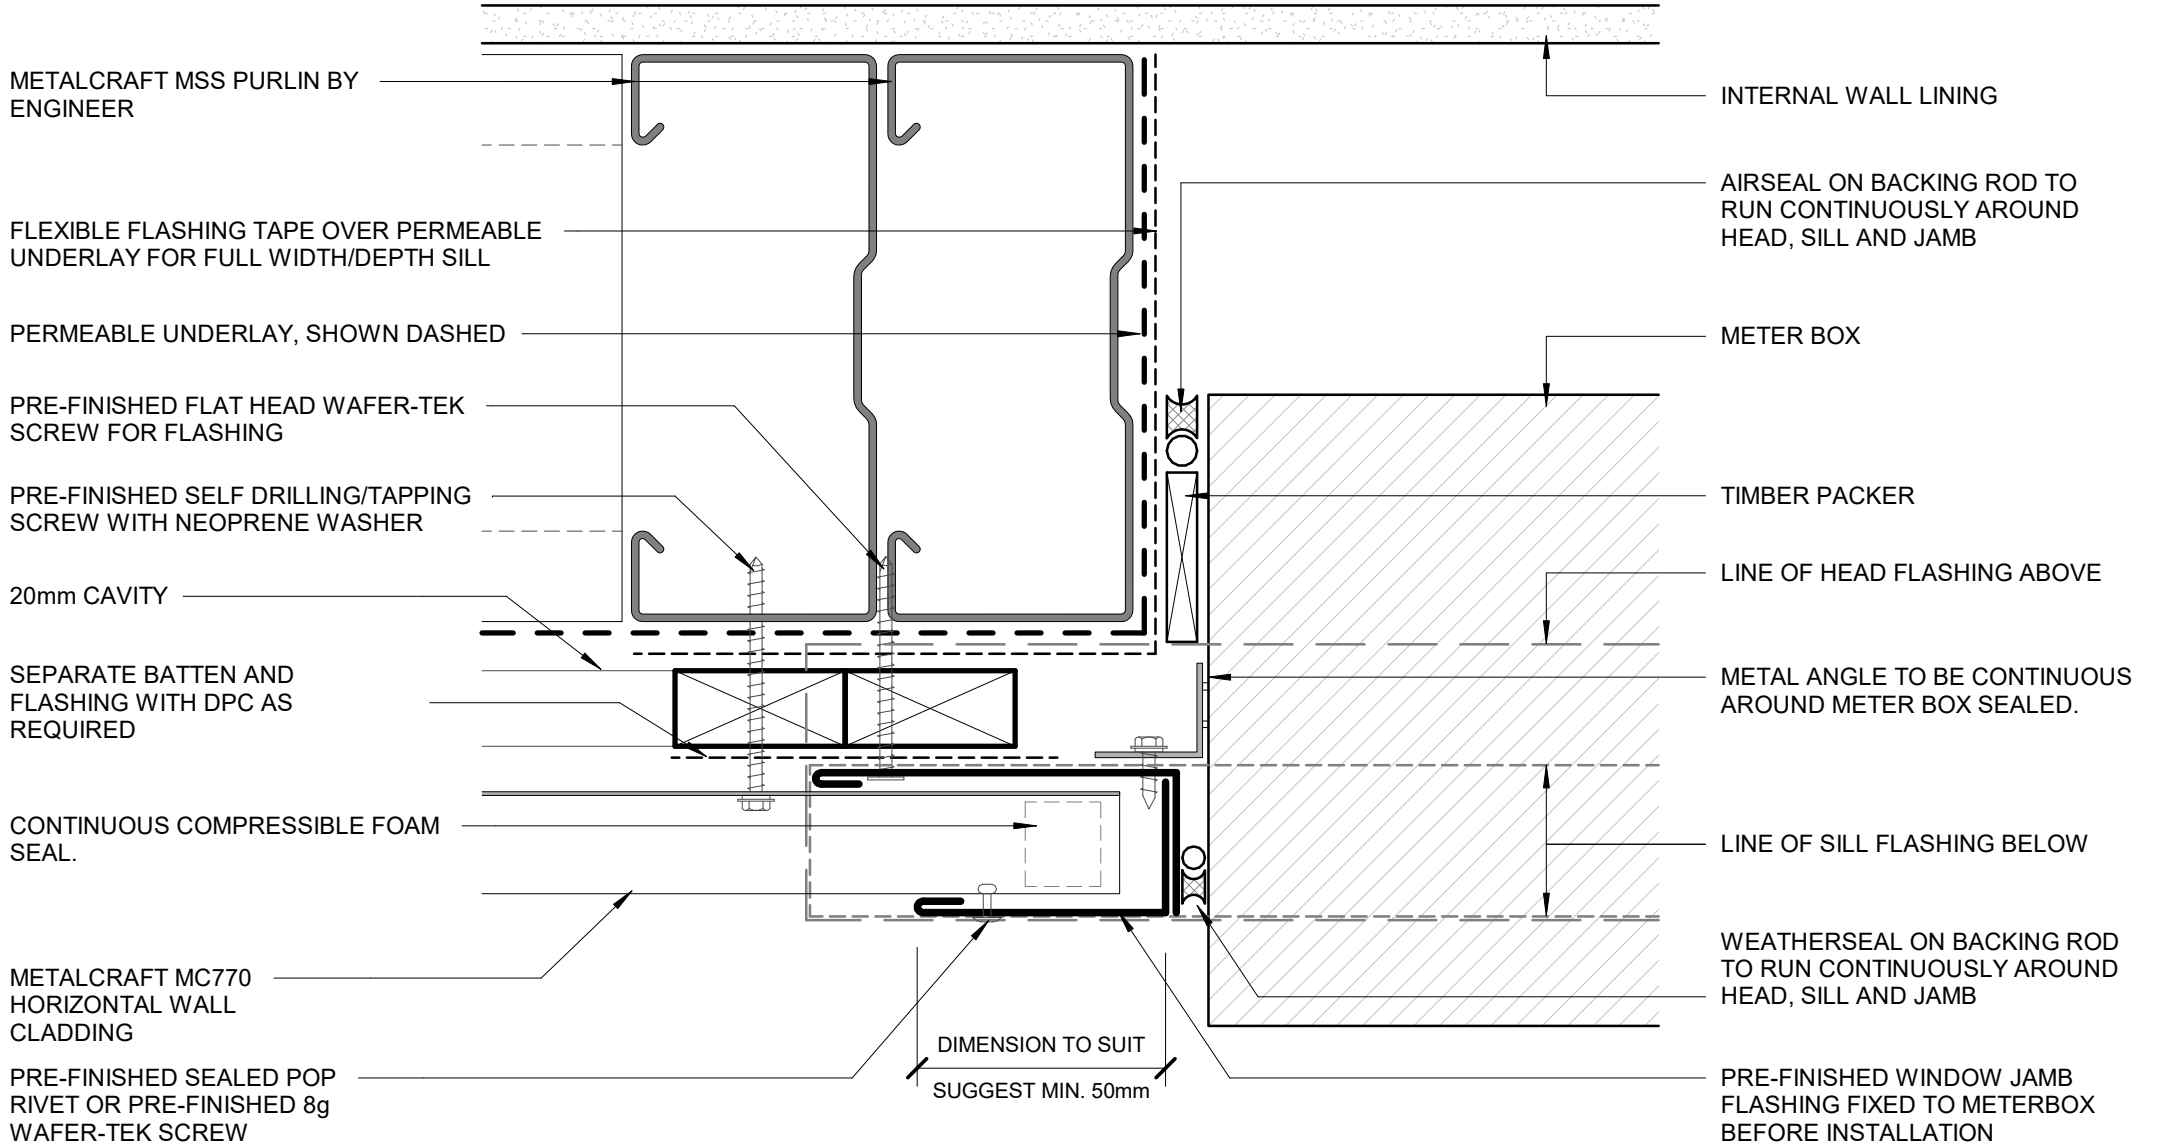 METALCRAFT MSS PURLIN BY
ENGINEER
FLEXIBLE FLASHING TAPE OVER PERMEABLE
UNDERLAY FOR FULL WIDTH/DEPTH SILL
PERMEABLE UNDERLAY, SHOWN DASHED
PRE-FINISHED FLAT HEAD WAFER-TEK
SCREW FOR FLASHING
PRE-FINISHED SELF DRILLING/TAPPING
SCREW WITH NEOPRENE WASHER
20mm CAVITY
SEPARATE BATTEN AND
FLASHING WITH DPC AS
REQUIRED
CONTINUOUS COMPRESSIBLE FOAM
SEAL.
METALCRAFT MC770
HORIZONTAL WALL
CLADDING
PRE-FINISHED SEALED POP
RIVET OR PRE-FINISHED 8g
WAFER-TEK SCREW
DIMENSION TO SUIT
SUGGEST MIN. 50mm
INTERNAL WALL LINING
AIRSEAL ON BACKING ROD TO
RUN CONTINUOUSLY AROUND
HEAD, SILL AND JAMB
METER BOX
TIMBER PACKER
LINE OF HEAD FLASHING ABOVE
METAL ANGLE TO BE CONTINUOUS
AROUND METER BOX SEALED.
LINE OF SILL FLASHING BELOW
WEATHERSEAL ON BACKING ROD
TO RUN CONTINUOUSLY AROUND
HEAD, SILL AND JAMB
PRE-FINISHED WINDOW JAMB
FLASHING FIXED TO METERBOX
BEFORE INSTALLATION